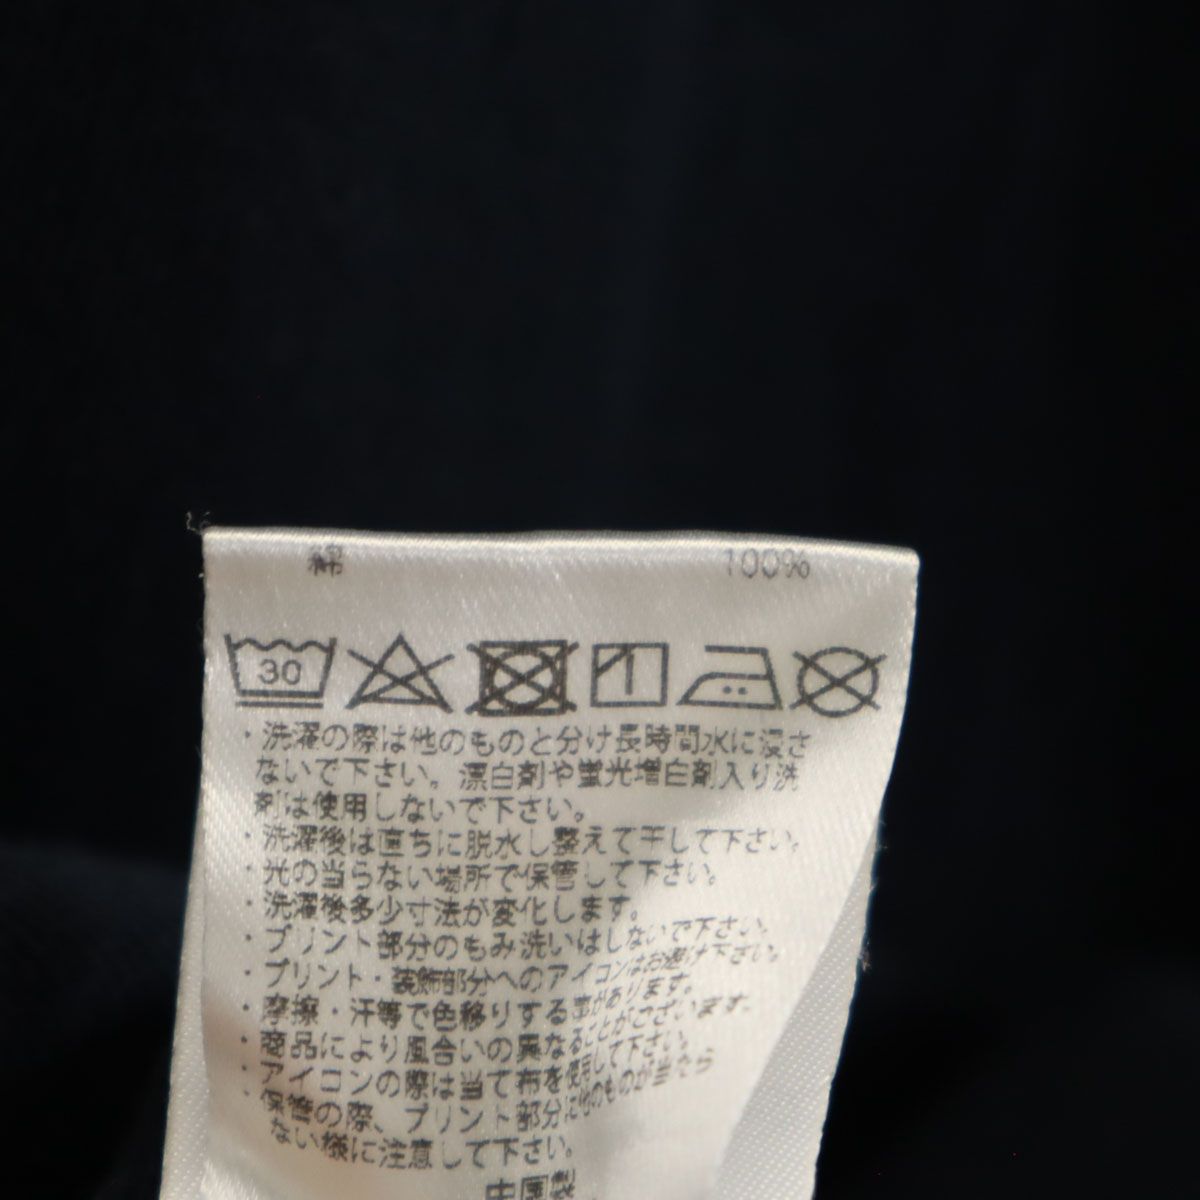 綿 100%
30
・洗濯の際は他のものと分け長時間水に浸さ
ないで下さい。漂白剤や蛍光増白剤入り洗
剤は使用しないで下さい。
・洗濯後は直ちに脱水し整えて干して下さい。
・光の当らない場所で保管して下さい。
・洗濯後多少寸法が変化します。
・プリント部分のもみ洗いはしないで下さい。
・プリント・装飾部分へのアイロンはお避け下さい。
・摩擦・汗等で色移りする事があります。
・商品により風合いの異なることがございます。
・アイロンの際は当て布を使用して下さい。
・保管の際、プリント部分に他のものが当たら
ない様に注意して下さい。
中国製